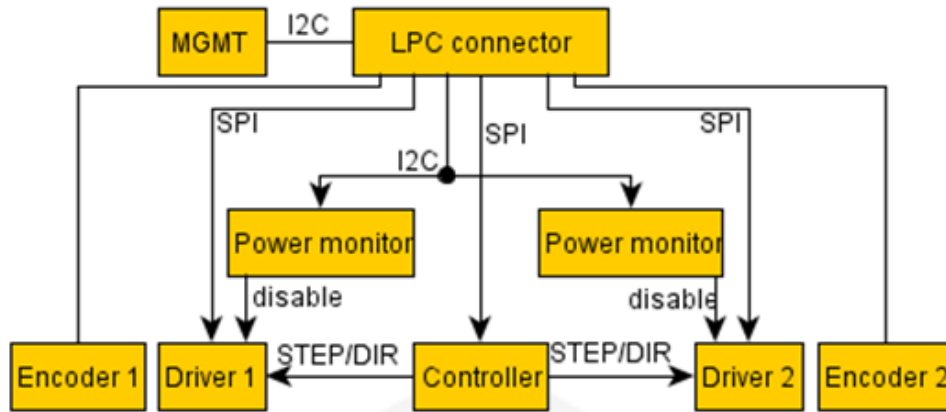 I2C
MGMT
LPC connector
SPI
SPI
SPI
I2C
Power monitor
Power monitor
disable
disable
STEP/DIR
STEP/DIR
Encoder 1
Driver 1
Controller
Driver 2
Encoder 2